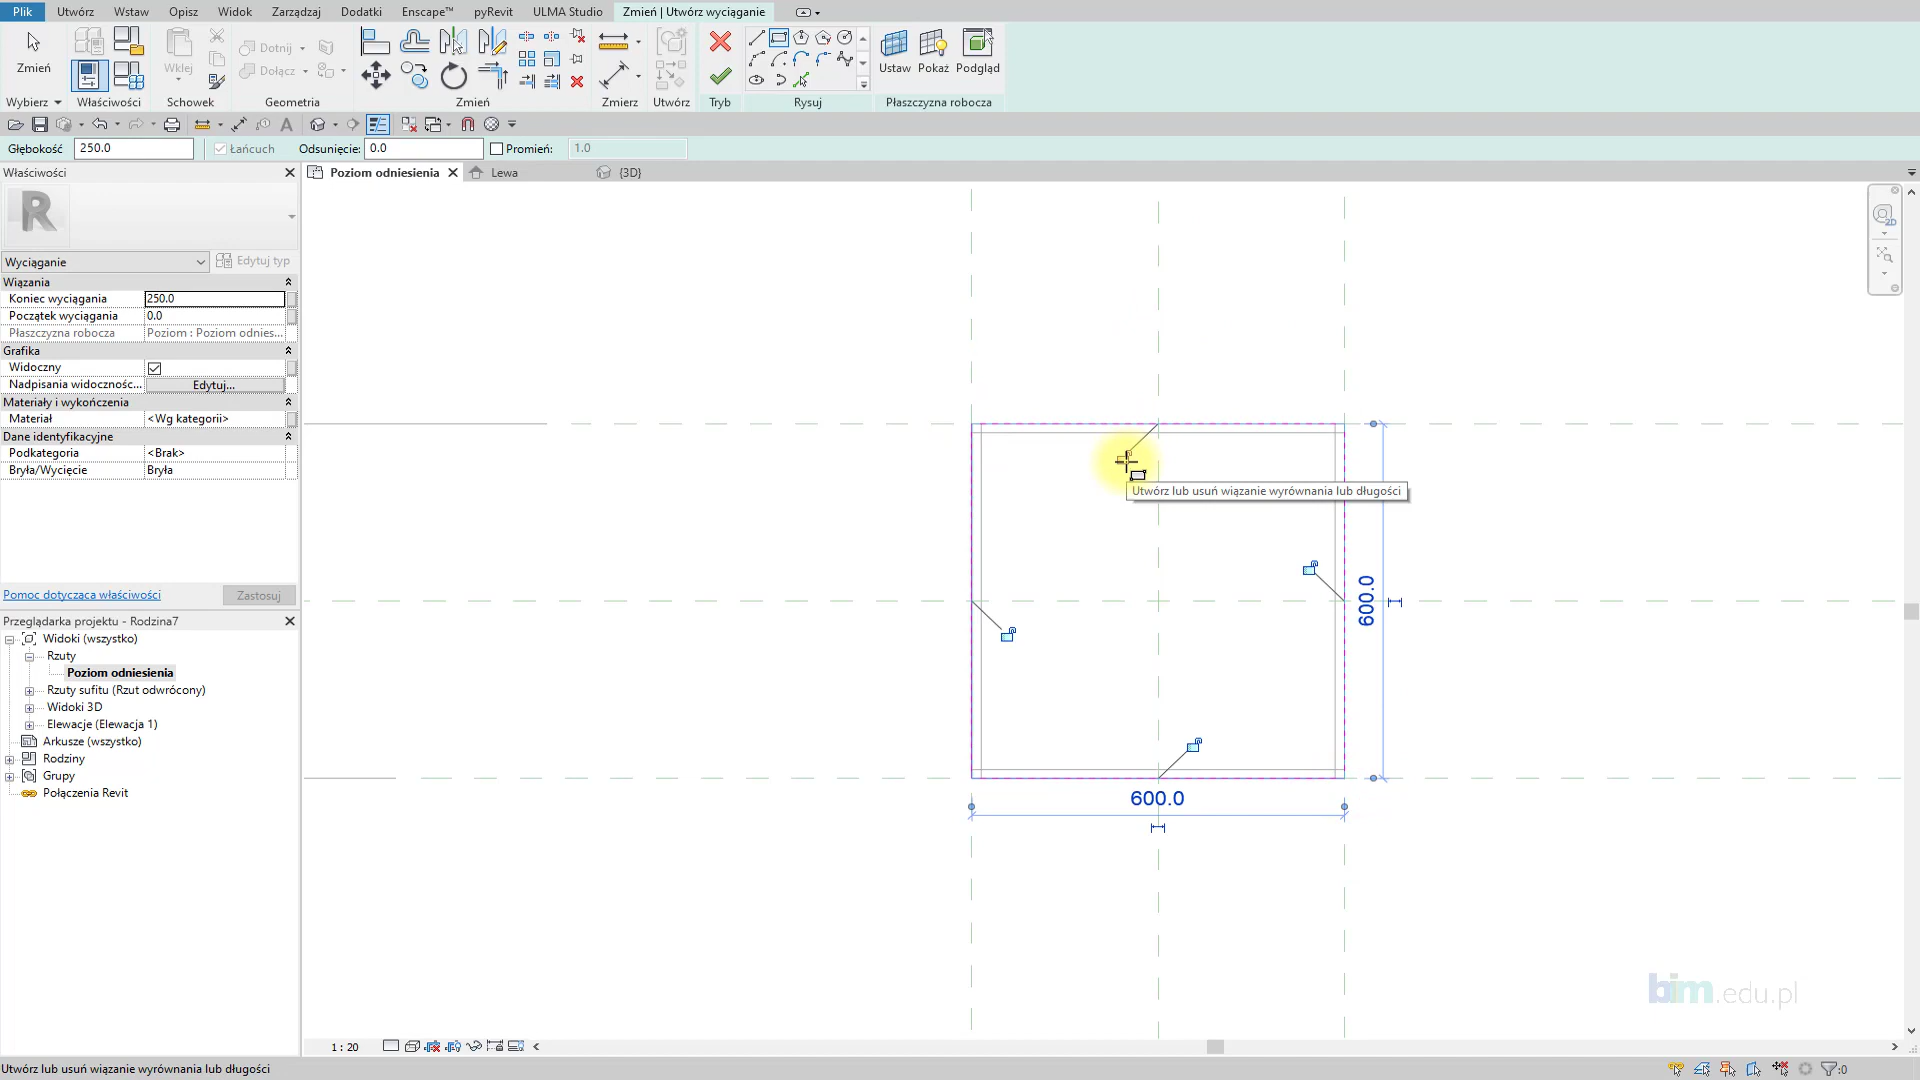 Plik Utwórz Wstaw Opisz Widok Zarządzaj Dodatki Enscape™ pyRevit ULMA Studio Zmień | Utwórz wyciąganie
Zmień Wklej Dotnij Dołącz Ustaw Pokaż Podgląd
Wybierz Właściwości Schowek Geometria Zmień Zmierz Utwórz Tryb Rysuj Płaszczyzna robocza
Głębokość 250.0 Łańcuch Odsunięcie: 0.0 Promień: 1.0
Właściwości
Poziom odniesienia Lewa {3D}
R
Wyciąganie Edytuj typ
Wiązania
Koniec wyciągania 250.0
Początek wyciągania 0.0
Płaszczyzna robocza Poziom : Poziom odnies...
Grafika
Widoczny
Nadpisania widocznośc... Edytuj...
Materiały i wykończenia
Materiał <Wg kategorii>
Dane identyfikacyjne
Podkategoria <Brak>
Bryła/Wycięcie Bryła
Pomoc dotycząca właściwości Zastosuj
Przeglądarka projektu - Rodzina7
Widoki (wszystko)
Rzuty
Poziom odniesienia
Rzuty sufitu (Rzut odwrócony)
Widoki 3D
Elewacje (Elewacja 1)
Arkusze (wszystko)
Rodziny
Grupy
Połączenia Revit
Utwórz lub usuń wiązanie wyrównania lub długości
600.0
600.0
2D
bim.edu.pl
1 : 20
Utwórz lub usuń wiązanie wyrównania lub długości
:0